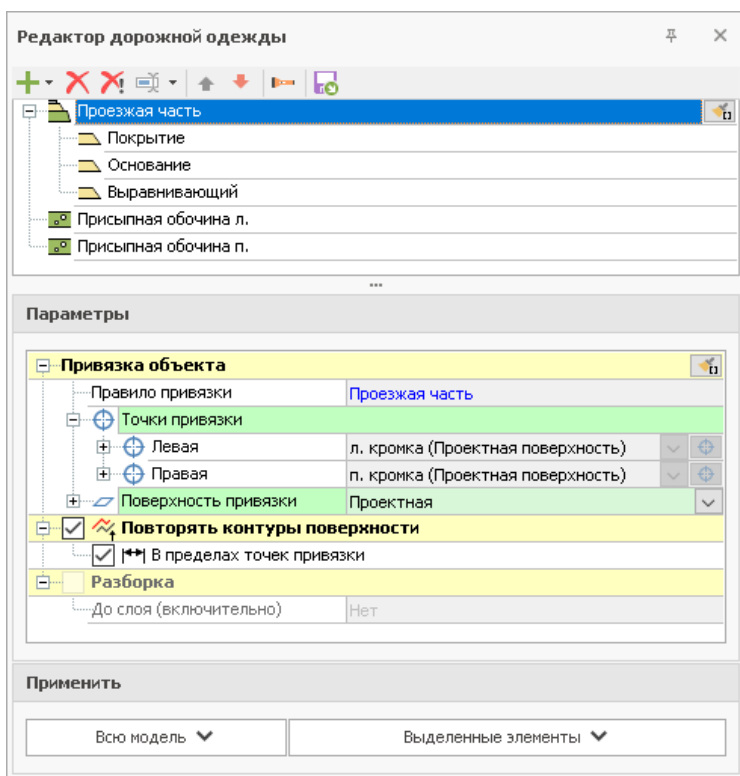 Редактор дорожной одежды
Проезжая часть
Покрытие
Основание
Выравнивающий
Присыпная обочина л.
Присыпная обочина п.
Параметры
Привязка объекта
Правило привязки Проезжая часть
Точки привязки
Левая л. кромка (Проектная поверхность)
Правая п. кромка (Проектная поверхность)
Поверхность привязки Проектная
Повторять контуры поверхности
В пределах точек привязки
Разборка
До слоя (включительно) Нет
Применить
Всю модель Выделенные элементы